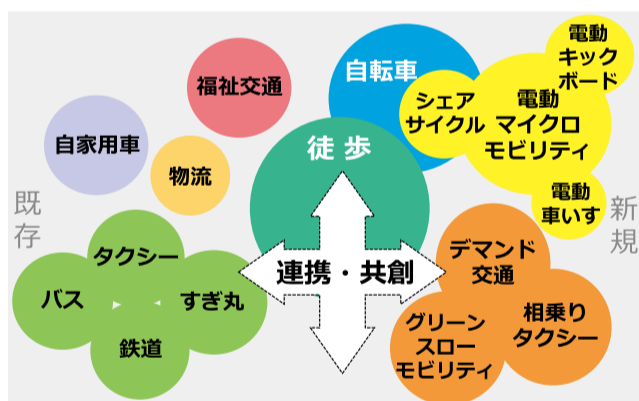 電動
キック
ボード
自転車
福祉交通
シェア
サイクル
電動
マイクロ
モビリティ
自家用車
徒歩
物流
電動
車いす
既存
新規
タクシー
デマンド
交通
連携・共創
バス
すぎ丸
相乗り
タクシー
グリーン
スロー
モビリティ
鉄道